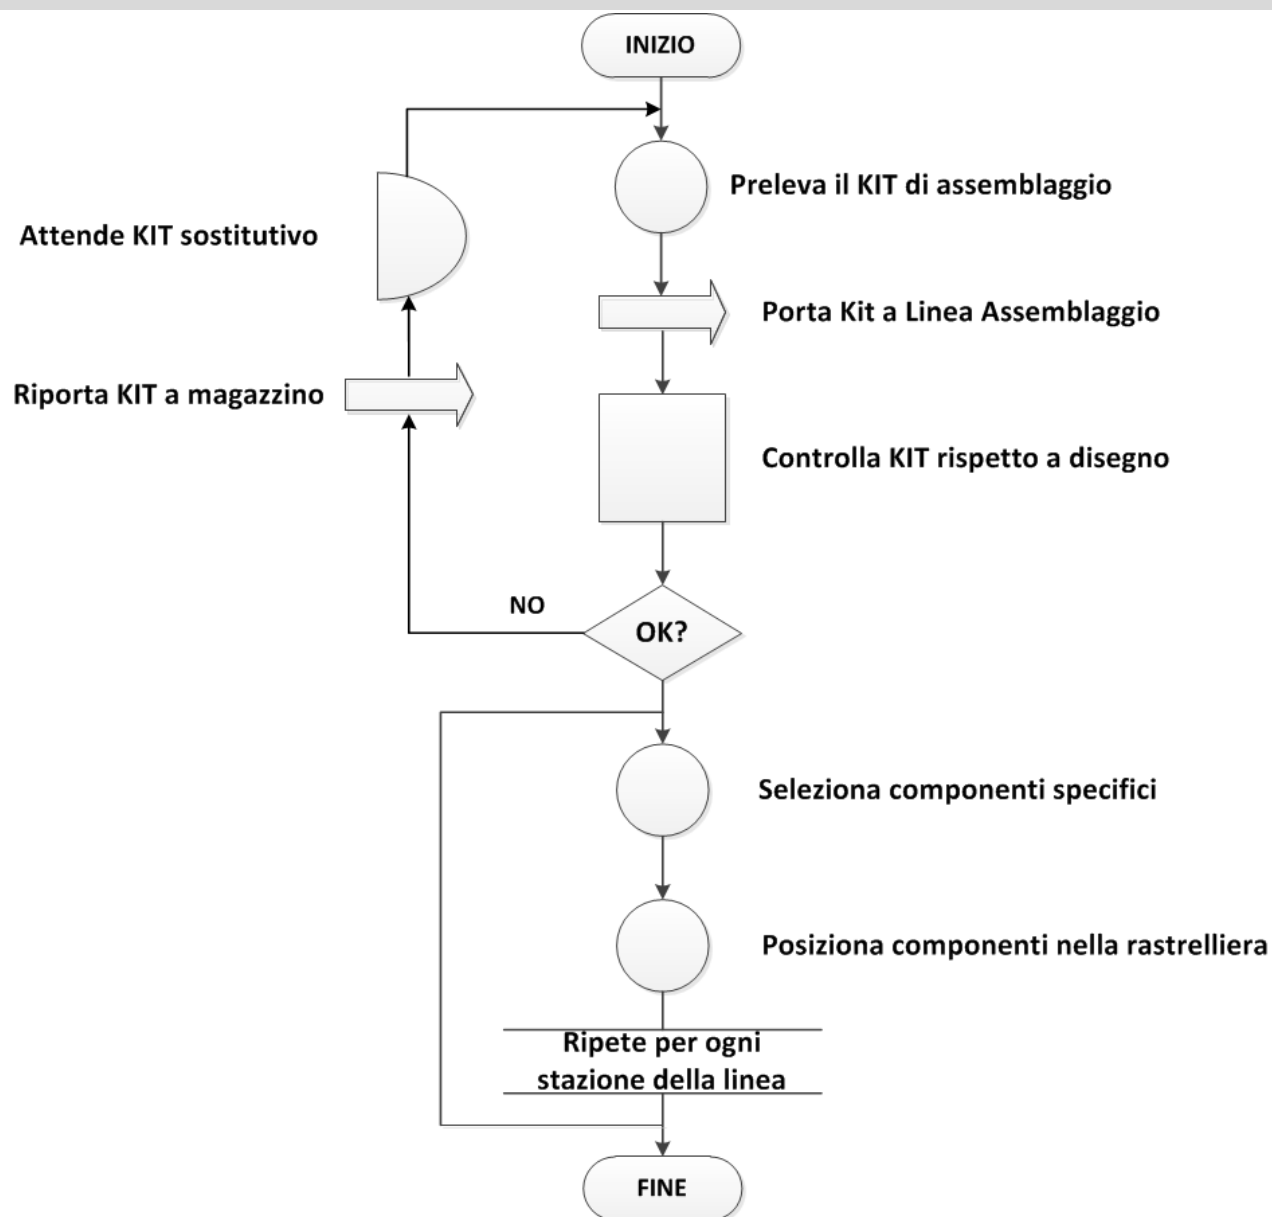 INIZIO
Preleva il KIT di assemblaggio
Attende KIT sostitutivo
Porta Kit a Linea Assemblaggio
Riporta KIT a magazzino
Controlla KIT rispetto a disegno
NO
OK?
Seleziona componenti specifici
Posiziona componenti nella rastrelliera
Ripete per ogni
stazione della linea
FINE